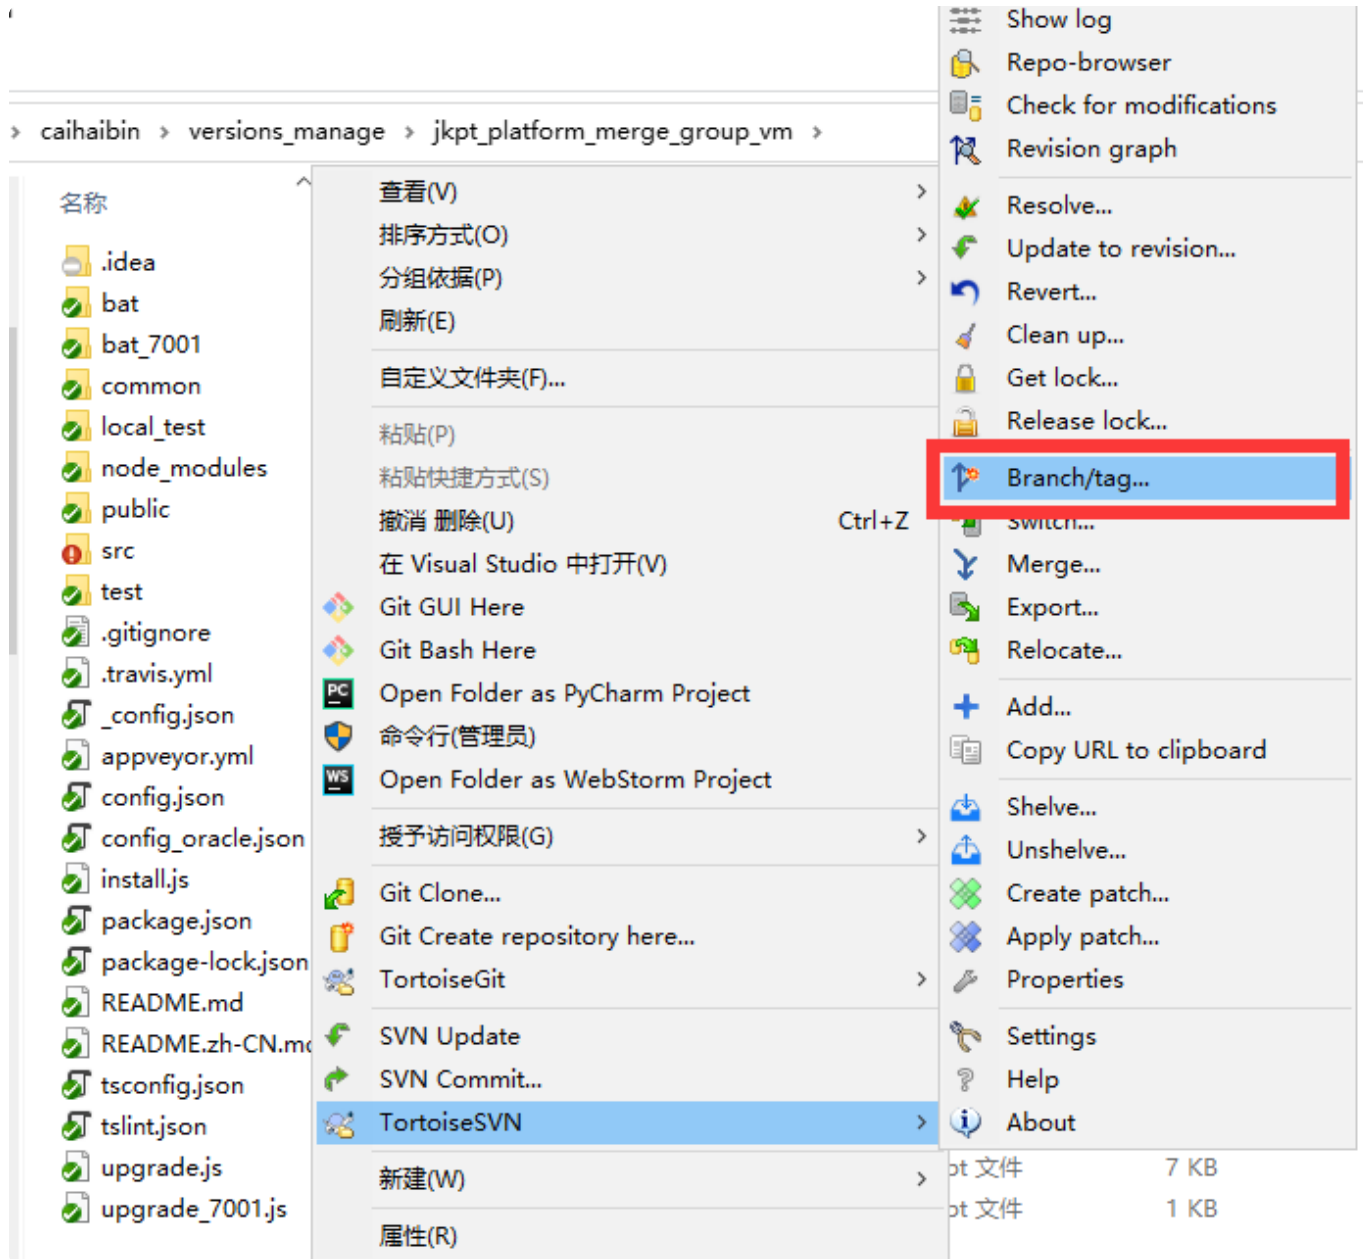 caihaibin > versions_manage > jkpt_platform_merge_group_vm >
名称
.idea
bat
bat_7001
common
local_test
node_modules
public
src
test
.gitignore
.travis.yml
_config.json
appveyor.yml
config.json
config_oracle.json
install.js
package.json
package-lock.json
README.md
README.zh-CN.m
tsconfig.json
tslint.json
upgrade.js
upgrade_7001.js
查看(V)
排序方式(O)
分组依据(P)
刷新(E)
自定义文件夹(F)...
粘贴(P)
粘贴快捷方式(S)
撤消 删除(U) Ctrl+Z
在 Visual Studio 中打开(V)
Git GUI Here
Git Bash Here
PC Open Folder as PyCharm Project
命令行(管理员)
WS Open Folder as WebStorm Project
授予访问权限(G)
Git Clone...
Git Create repository here...
TortoiseGit
SVN Update
SVN Commit...
TortoiseSVN
新建(W)
属性(R)
Show log
Repo-browser
Check for modifications
Revision graph
Resolve...
Update to revision...
Revert...
Clean up...
Get lock...
Release lock...
Branch/tag...
Switch...
Merge...
Export...
Relocate...
Add...
Copy URL to clipboard
Shelve...
Unshelve...
Create patch...
Apply patch...
Properties
Settings
Help
About
pt 文件 7 KB
pt 文件 1 KB